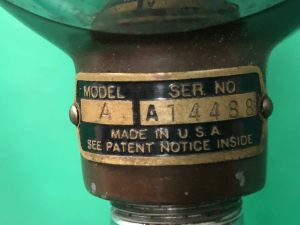 MODEL SER. NO
A A14488
MADE IN U.S.A
SEE PATENT NOTICE INSIDE